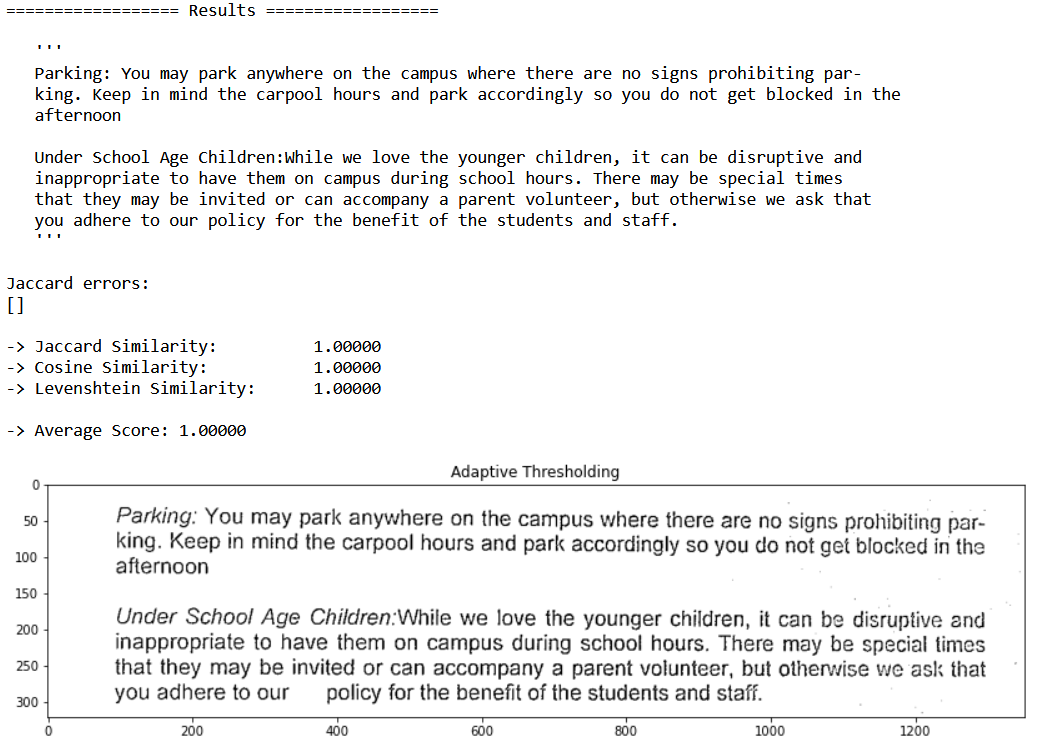 ================== Results ==================
'''
Parking: You may park anywhere on the campus where there are no signs prohibiting par-
king. Keep in mind the carpool hours and park accordingly so you do not get blocked in the
afternoon
Under School Age Children:While we love the younger children, it can be disruptive and
inappropriate to have them on campus during school hours. There may be special times
that they may be invited or can accompany a parent volunteer, but otherwise we ask that
you adhere to our policy for the benefit of the students and staff.
'''
Jaccard errors:
[]
-> Jaccard Similarity: 1.00000
-> Cosine Similarity: 1.00000
-> Levenshtein Similarity: 1.00000
-> Average Score: 1.00000
Adaptive Thresholding
0
50
100
150
200
250
300
Parking: You may park anywhere on the campus where there are no signs prohibiting par-
king. Keep in mind the carpool hours and park accordingly so you do not get blocked in the
afternoon
Under School Age Children:While we love the younger children, it can be disruptive and
inappropriate to have them on campus during school hours. There may be special times
that they may be invited or can accompany a parent volunteer, but otherwise we ask that
you adhere to our policy for the benefit of the students and staff.
0 200 400 600 800 1000 1200